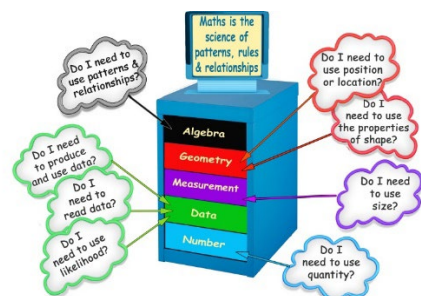 Maths is the
science of
patterns, rules
& relationships
Do I need to
use patterns &
relationships?
Do I need to
use position
or location?
Do I
need to use
the properties
of shape?
Do I need
to produce
and use data?
Do I
need to
read data?
Do I
need to use
likelihood?
Do I need
to use
size?
Do I
need to use
quantity?
Algebra
Geometry
Measurement
Data
Number